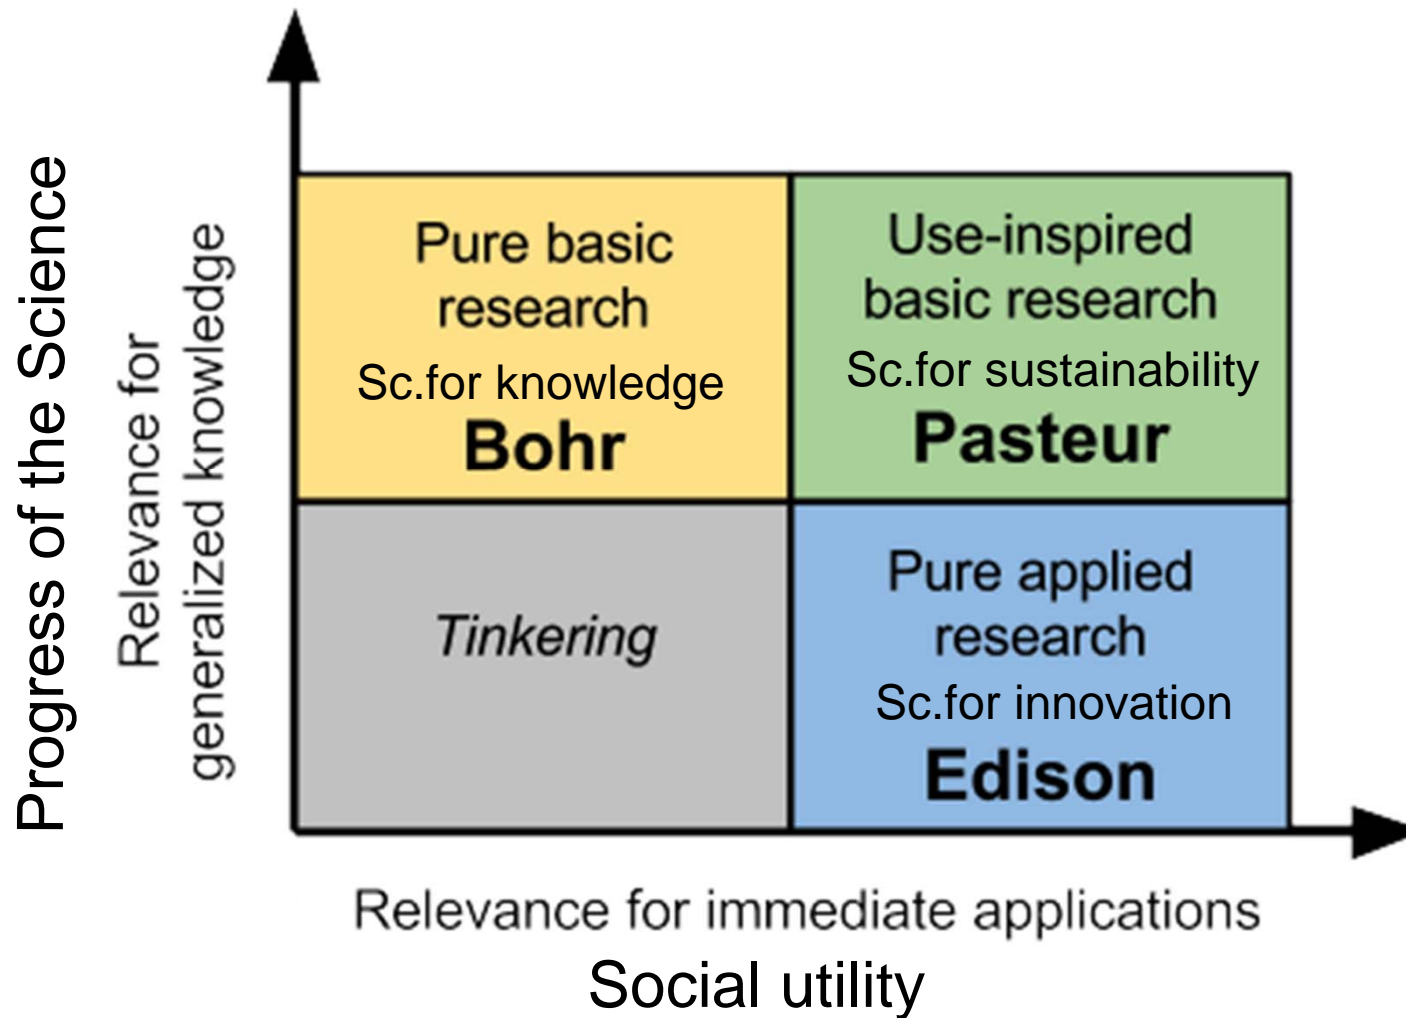 Progress of the Science
Relevance for
generalized knowledge
Pure basic
research
Sc.for knowledge
Bohr
Use-inspired
basic research
Sc.for sustainability
Pasteur
Tinkering
Pure applied
research
Sc.for innovation
Edison
Relevance for immediate applications
Social utility